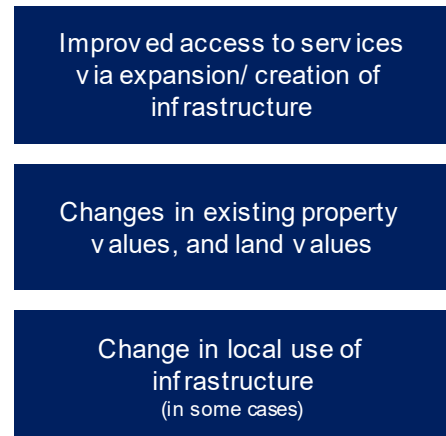 Improved access to services
via expansion/ creation of
infrastructure
Changes in existing property
values, and land values
Change in local use of
infrastructure
(in some cases)